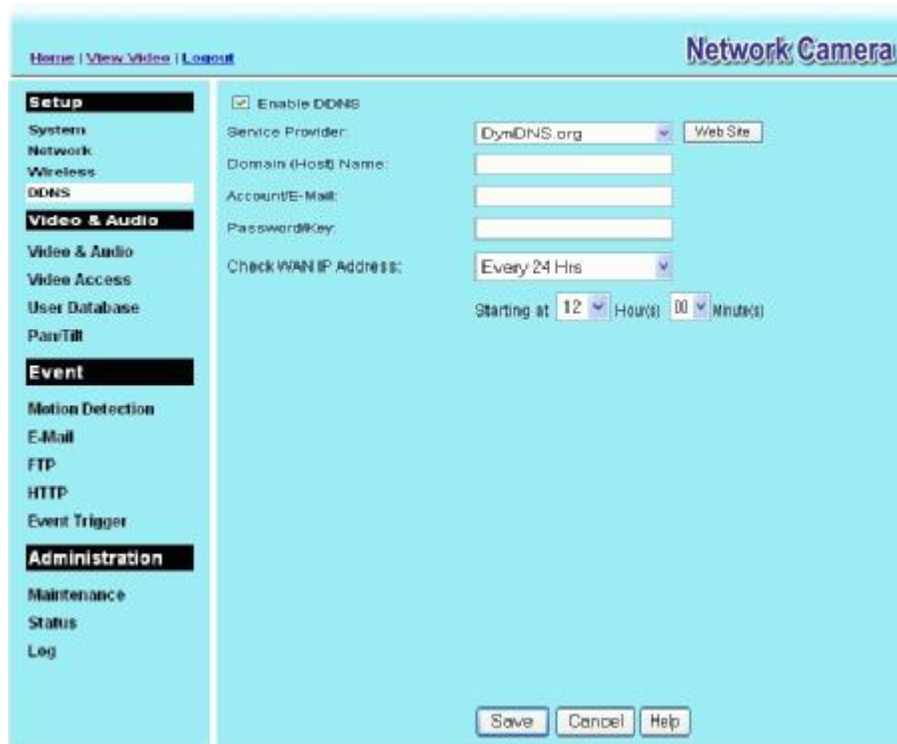 Home | View Video | Logout
Network Camera
Setup
System
Network
Wireless
DDNS
Video & Audio
Video & Audio
Video Access
User Database
Pan/Tilt
Event
Motion Detection
E-Mail
FTP
HTTP
Event Trigger
Administration
Maintenance
Status
Log
Enable DDNS
Service Provider: DynDNS.org Web Site
Domain (Host) Name:
Account/E-Mail:
Password/Key:
Check WAN IP Address: Every 24 Hrs
Starting at 12 Hour(s) 00 Minute(s)
Save Cancel Help